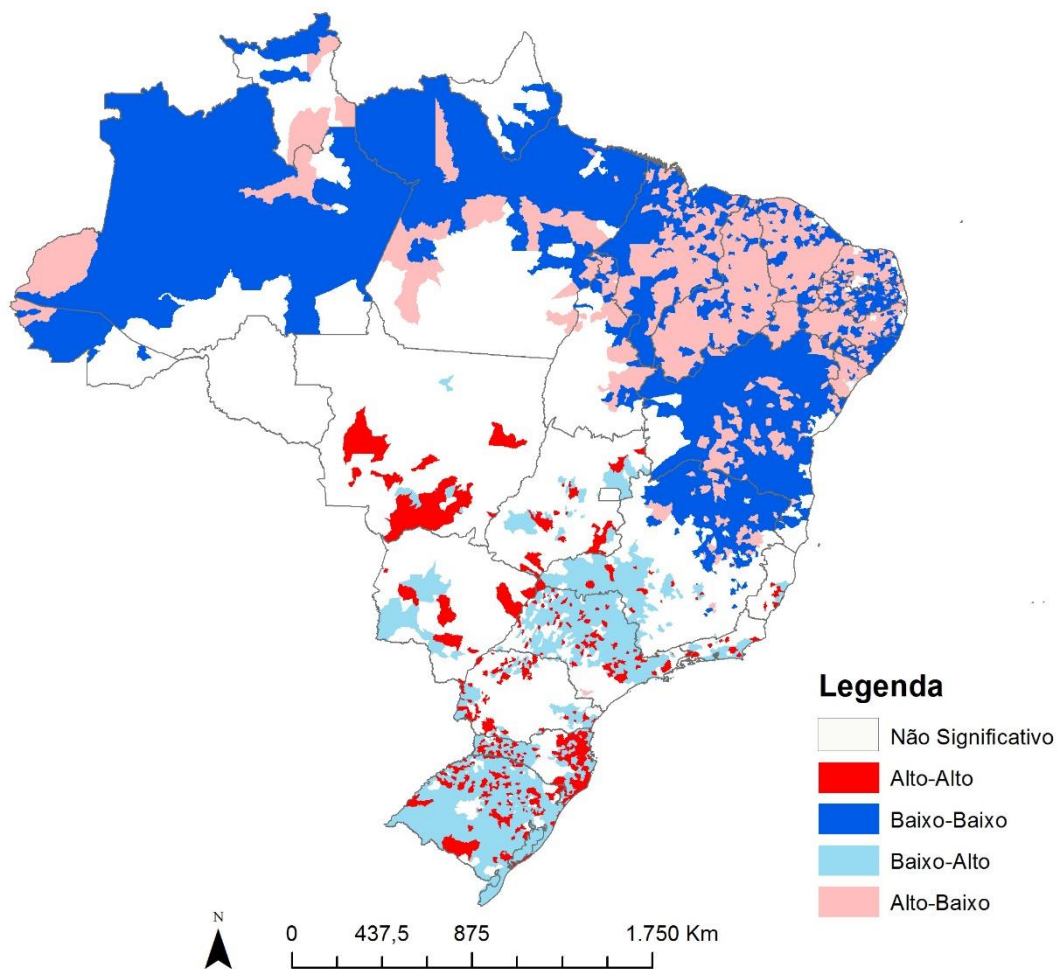 Legenda
Não Significativo
Alto-Alto
Baixo-Baixo
Baixo-Alto
Alto-Baixo
N
0 437,5 875 1.750 Km